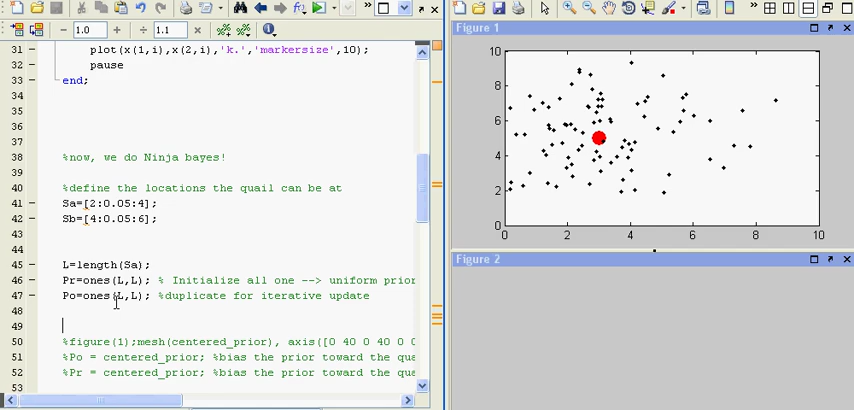 1.0
1.1
31 plot(x(1,i),x(2,i),'k.','markersize',10);
32 pause
33 end;
34
35
36
37
38 %now, we do Ninja bayes!
39
40 %define the locations the quail can be at
41 Sa=[2:0.05:4];
42 Sb=[4:0.05:6];
43
44
45 L=length(Sa);
46 Pr=ones(L,L); % Initialize all one --> uniform prior
47 Po=ones(L,L); %duplicate for iterative update
48
49
50 %figure(1);mesh(centered_prior), axis([0 40 0 40 0 0
51 %Po = centered_prior; %bias the prior toward the qua
52 %Pr = centered_prior; %bias the prior toward the qua
53
Figure 1
10
8
6
4
2
0
0 2 4 6 8 10
Figure 2